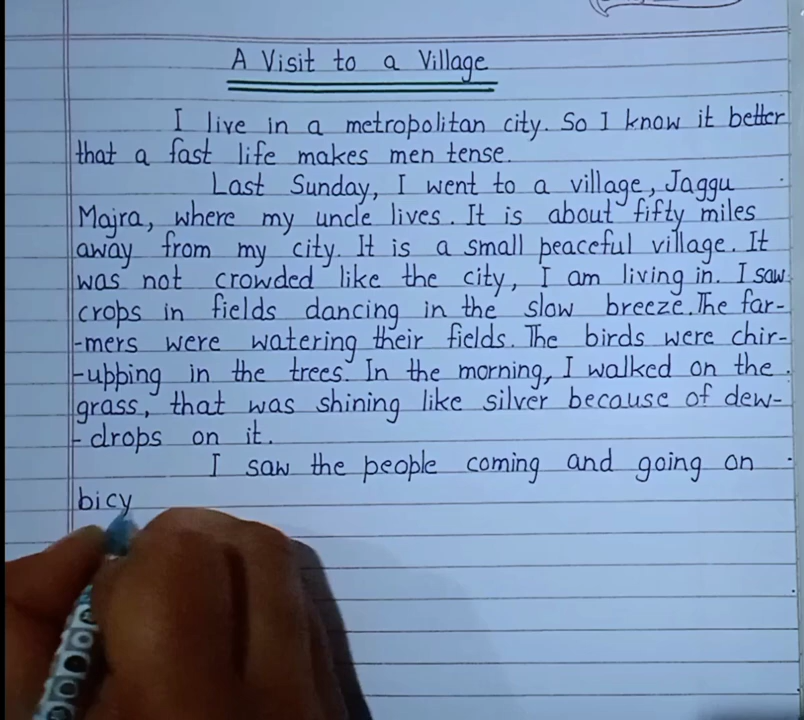 A Visit to a Village
I live in a metropolitan city. So I know it better
that a fast life makes men tense.
Last Sunday, I went to a village, Jaggu
Majra, where my uncle lives. It is about fifty miles
away from my city. It is a small peaceful village. It
was not crowded like the city, I am living in. I saw
crops in fields dancing in the slow breeze. The far-
-mers were watering their fields. The birds were chir-
-upping in the trees. In the morning, I walked on the
grass, that was shining like silver because of dew-
-drops on it.
I saw the people coming and going on
bicy